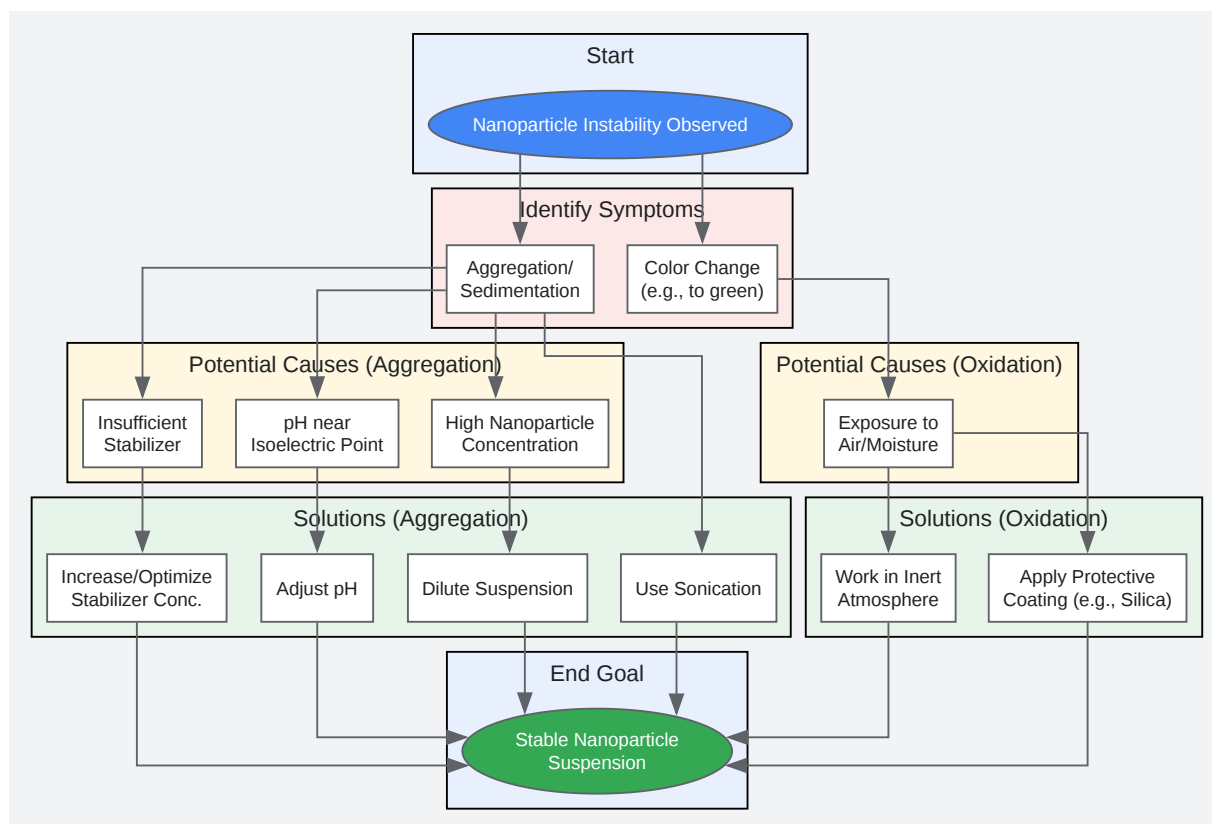 Start
Nanoparticle Instability Observed
Identify Symptoms
Aggregation/
Sedimentation
Color Change
(e.g., to green)
Potential Causes (Aggregation)
Insufficient
Stabilizer
pH near
Isoelectric Point
High Nanoparticle
Concentration
Potential Causes (Oxidation)
Exposure to
Air/Moisture
Solutions (Aggregation)
Increase/Optimize
Stabilizer Conc.
Adjust pH
Dilute Suspension
Use Sonication
Solutions (Oxidation)
Work in Inert
Atmosphere
Apply Protective
Coating (e.g., Silica)
End Goal
Stable Nanoparticle
Suspension